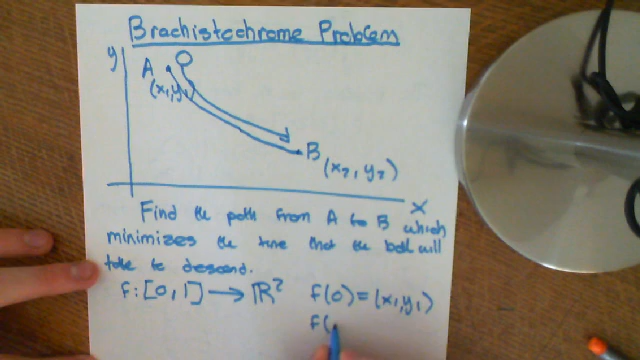 Brachistochrome Problem
y
A
(x₁,y₁)
B
(x₂, y₂)
x
Find the path from A to B which
minimizes the time that the ball will
take to descend.
f: [0,1] → ℝ² f(0) = (x₁,y₁)
f(